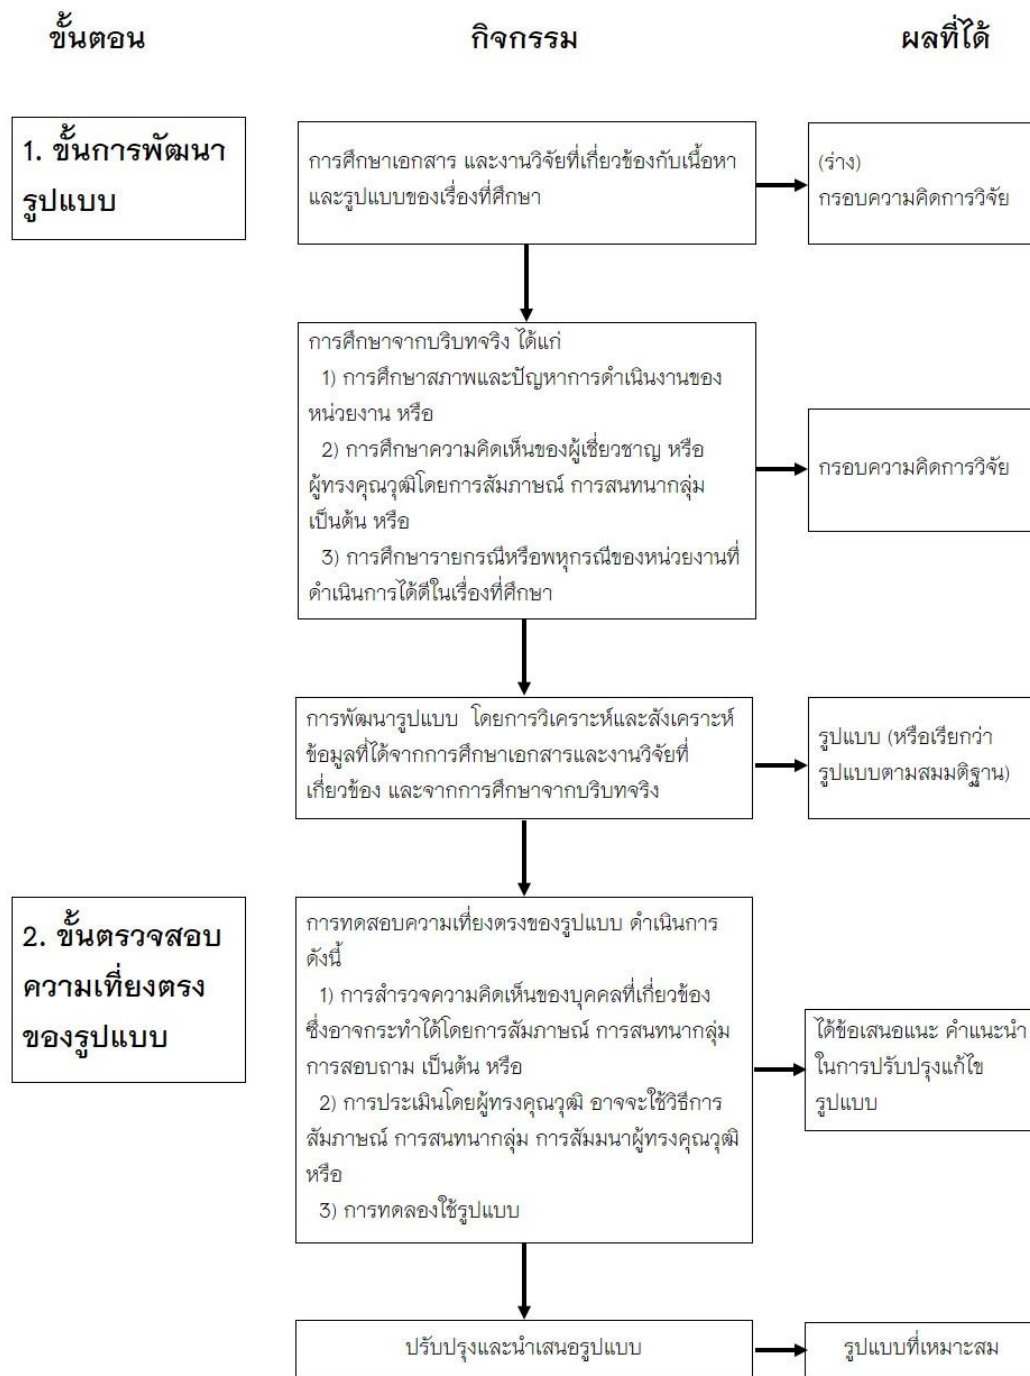 ขั้นตอน
กิจกรรม
ผลที่ได้
1. ขั้นการพัฒนา
รูปแบบ
การศึกษาเอกสาร และงานวิจัยที่เกี่ยวข้องกับเนื้อหา
และรูปแบบของเรื่องที่ศึกษา
(ร่าง)
กรอบความคิดการวิจัย
การศึกษาจากบริบทจริง ได้แก่
1) การศึกษาสภาพและปัญหาการดำเนินงานของ
หน่วยงาน หรือ
2) การศึกษาความคิดเห็นของผู้เชี่ยวชาญ หรือ
ผู้ทรงคุณวุฒิโดยการสัมภาษณ์ การสนทนากลุ่ม
เป็นต้น หรือ
3) การศึกษารายกรณีหรือพหุกรณีของหน่วยงานที่
ดำเนินการได้ดีในเรื่องที่ศึกษา
กรอบความคิดการวิจัย
การพัฒนารูปแบบ โดยการวิเคราะห์และสังเคราะห์
ข้อมูลที่ได้จากการศึกษาเอกสารและงานวิจัยที่
เกี่ยวข้อง และจากการศึกษาจากบริบทจริง
รูปแบบ (หรือเรียกว่า
รูปแบบตามสมมติฐาน)
2. ขั้นตรวจสอบ
ความเที่ยงตรง
ของรูปแบบ
การทดสอบความเที่ยงตรงของรูปแบบ ดำเนินการ
ดังนี้
1) การสำรวจความคิดเห็นของบุคคลที่เกี่ยวข้อง
ซึ่งอาจกระทำได้โดยการสัมภาษณ์ การสนทนากลุ่ม
การสอบถาม เป็นต้น หรือ
2) การประเมินโดยผู้ทรงคุณวุฒิ อาจจะใช้วิธีการ
สัมภาษณ์ การสนทนากลุ่ม การสัมมนาผู้ทรงคุณวุฒิ
หรือ
3) การทดลองใช้รูปแบบ
ได้ข้อเสนอแนะ คำแนะนำ
ในการปรับปรุงแก้ไข
รูปแบบ
ปรับปรุงและนำเสนอรูปแบบ
รูปแบบที่เหมาะสม